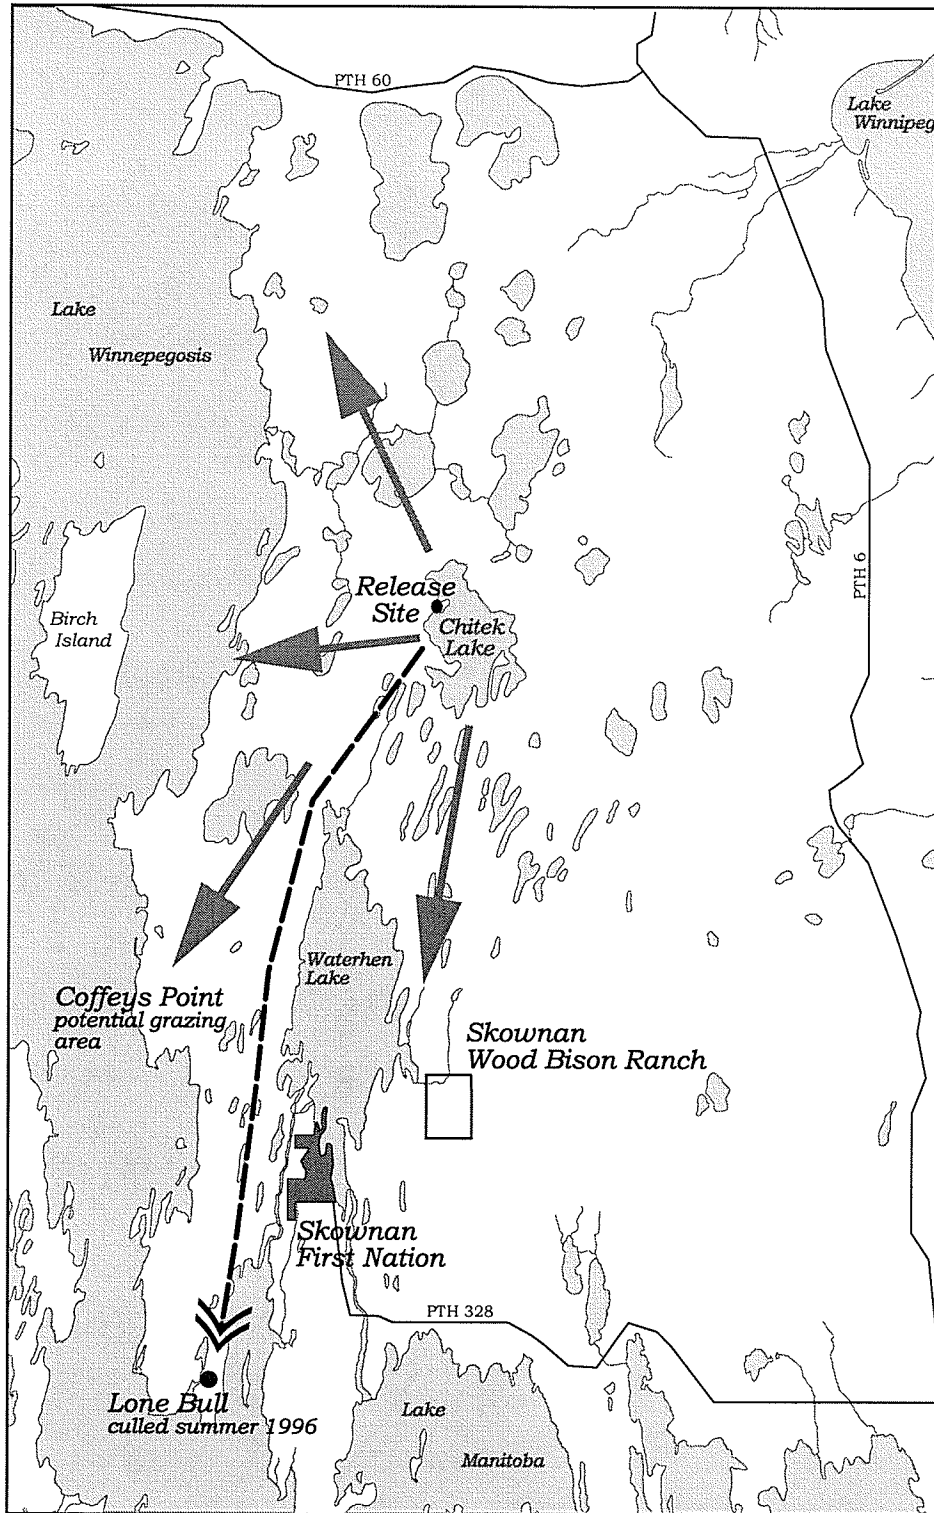 PTH 60
Lake
Winnipeg
Lake
Winnepegosis
PTH 6
Release
Site
Chitek
Lake
Birch
Island
Waterhen
Lake
Coffeys Point
potential grazing
area
Skownan
Wood Bison Ranch
Skownan
First Nation
PTH 328
Lone Bull
culled summer 1996
Lake
Manitoba